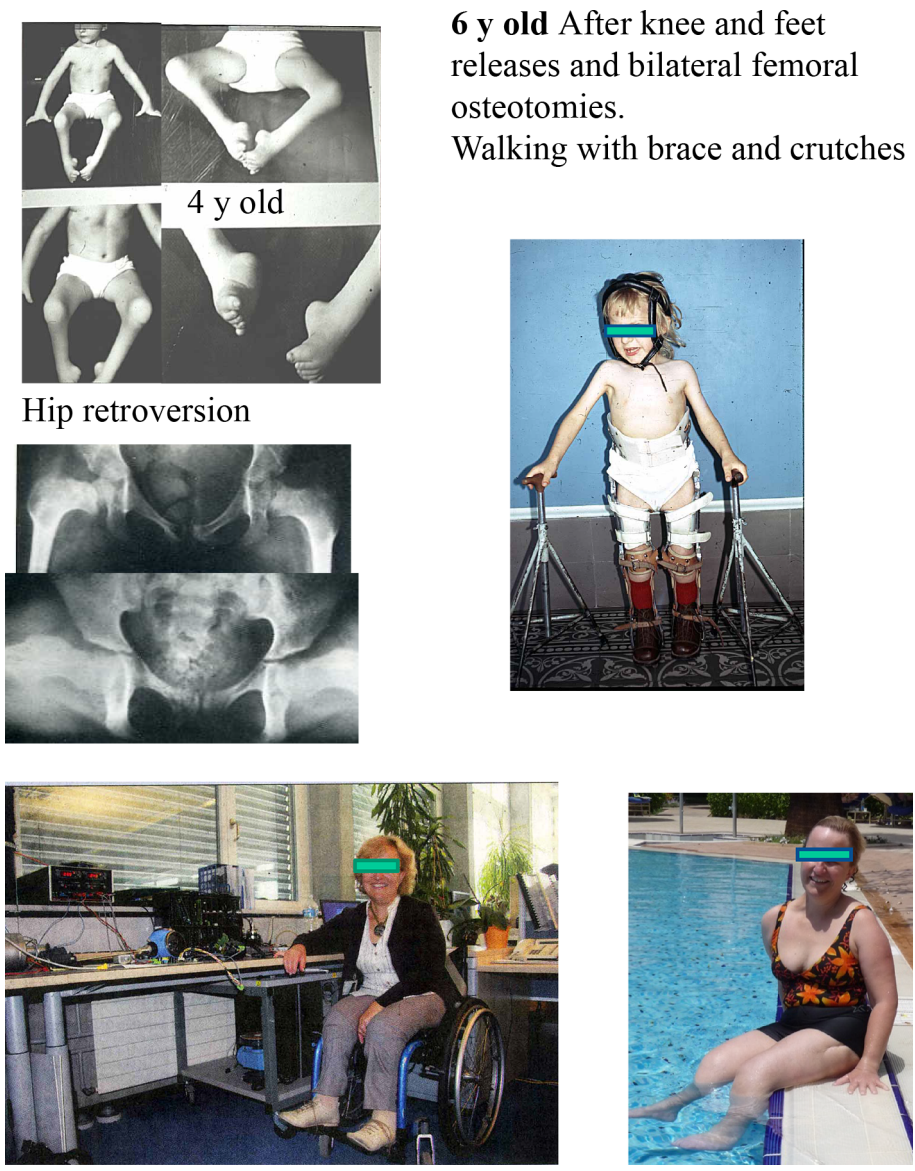 6 y old After knee and feet
releases and bilateral femoral
osteotomies.
Walking with brace and crutches
4 y old
Hip retroversion